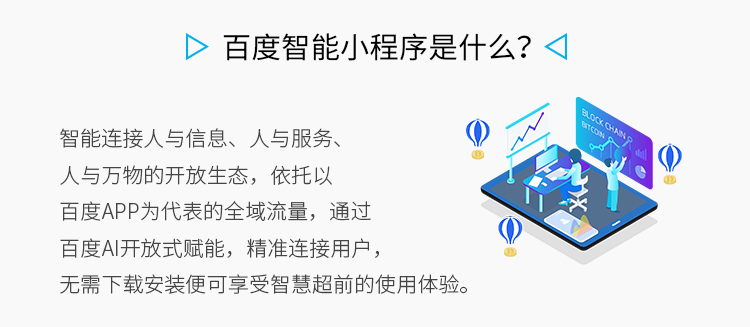 百度智能小程序是什么？
智能连接人与信息、人与服务、
人与万物的开放生态，依托以
百度APP为代表的全域流量，通过
百度AI开放式赋能，精准连接用户，
无需下载安装便可享受智慧超前的使用体验。
BLOCK CHAIN
BITCOIN